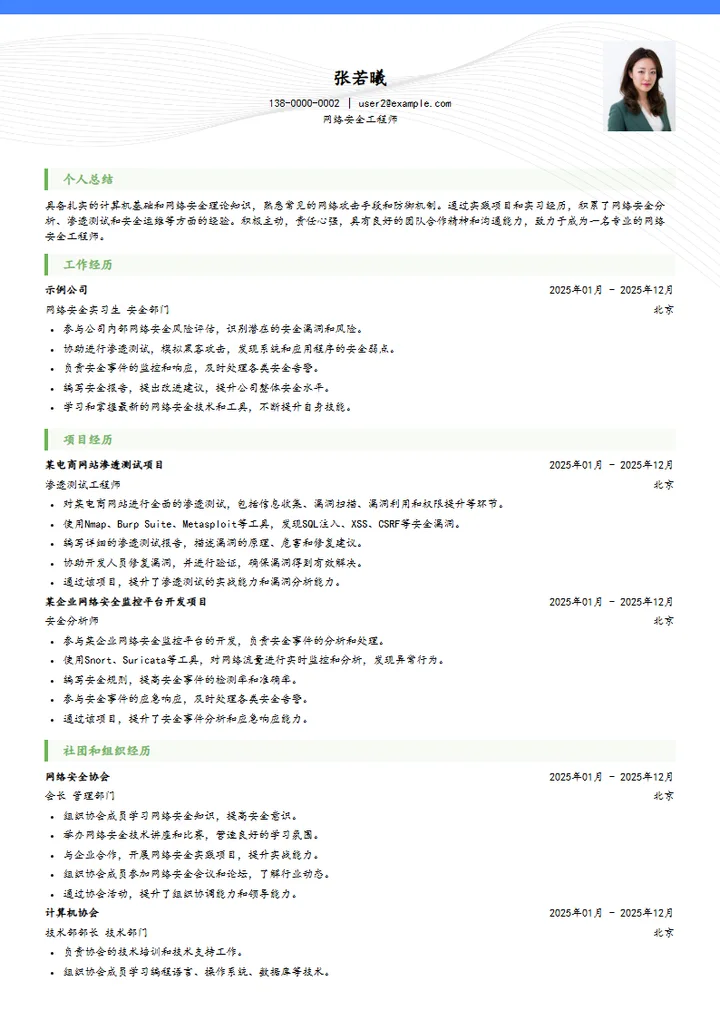 张若曦
138-0000-0002 | user2@example.com
网络安全工程师
个人总结
具备扎实的计算机基础和网络安全理论知识，熟悉常见的网络攻击手段和防御机制。通过实践项目和实习经历，积累了网络安全分
析、渗透测试和安全运维等方面的经验。积极主动，责任心强，具有良好的团队合作精神和沟通能力，致力于成为一名专业的网络
安全工程师。
工作经历
示例公司 2025年01月 - 2025年12月
网络安全实习生 安全部门 北京
• 参与公司内部网络安全风险评估，识别潜在的安全漏洞和风险。
• 协助进行渗透测试，模拟黑客攻击，发现系统和应用程序的安全弱点。
• 负责安全事件的监控和响应，及时处理各类安全告警。
• 编写安全报告，提出改进建议，提升公司整体安全水平。
• 学习和掌握最新的网络安全技术和工具，不断提升自身技能。
项目经历
某电商网站渗透测试项目 2025年01月 - 2025年12月
渗透测试工程师 北京
• 对某电商网站进行全面的渗透测试，包括信息收集、漏洞扫描、漏洞利用和权限提升等环节。
• 使用Nmap、Burp Suite、Metasploit等工具，发现SQL注入、XSS、CSRF等安全漏洞。
• 编写详细的渗透测试报告，描述漏洞的原理、危害和修复建议。
• 协助开发人员修复漏洞，并进行验证，确保漏洞得到有效解决。
• 通过该项目，提升了渗透测试的实战能力和漏洞分析能力。
某企业网络安全监控平台开发项目 2025年01月 - 2025年12月
安全分析师 北京
• 参与某企业网络安全监控平台的开发，负责安全事件的分析和处理。
• 使用Snort、Suricata等工具，对网络流量进行实时监控和分析，发现异常行为。
• 编写安全规则，提高安全事件的检测率和准确率。
• 参与安全事件的应急响应，及时处理各类安全告警。
• 通过该项目，提升了安全事件分析和应急响应能力。
社团和组织经历
网络安全协会 2025年01月 - 2025年12月
会长 管理部门 北京
• 组织协会成员学习网络安全知识，提高安全意识。
• 举办网络安全技术讲座和比赛，营造良好的学习氛围。
• 与企业合作，开展网络安全实践项目，提升实战能力。
• 组织协会成员参加网络安全会议和论坛，了解行业动态。
• 通过协会活动，提升了组织协调能力和领导能力。
计算机协会 2025年01月 - 2025年12月
技术部部长 技术部门 北京
• 负责协会的技术培训和技术支持工作。
• 组织协会成员学习编程语言、操作系统、数据库等技术。